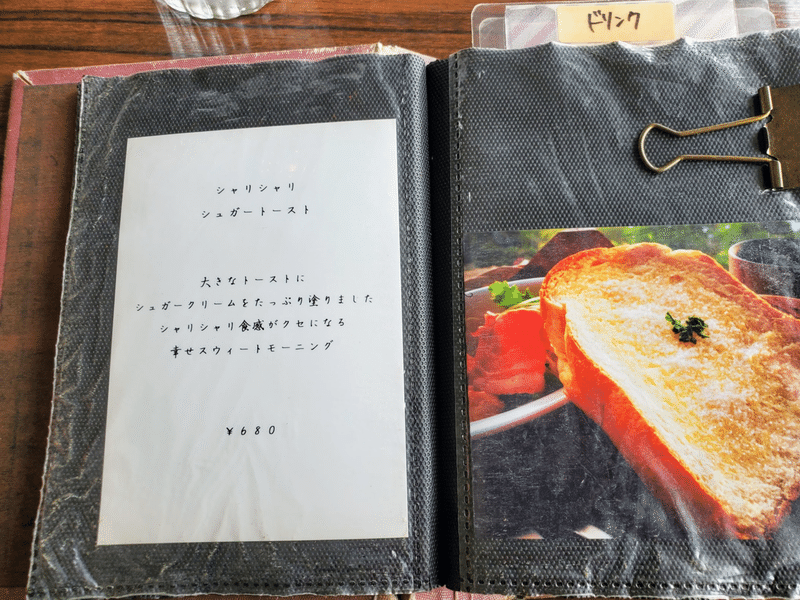 ドリンク
シャリシャリ
シュガートースト
大きなトーストに
シュガークリームをたっぷり塗りました
シャリシャリ食感がクセになる
幸せスウィートモーニング
¥680